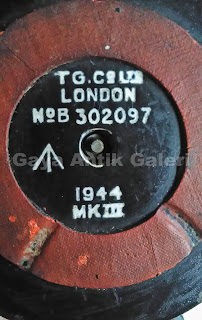 T.G. Co Ltd
LONDON
No B 302097
Gaya Antik Galeri
1944
MK III